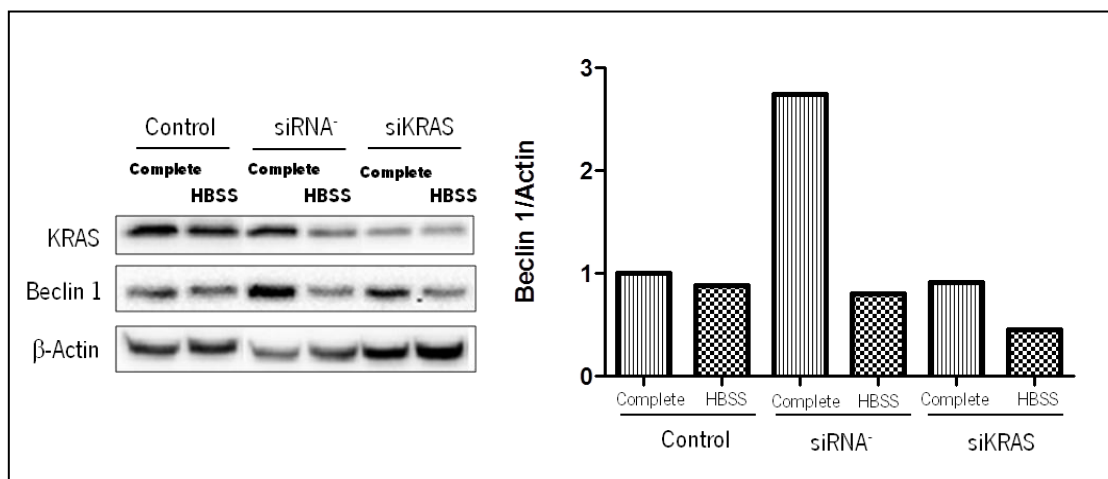 Control siRNA⁻ siKRAS
Complete Complete Complete
HBSS HBSS HBSS
KRAS
Beclin 1
β-Actin
Beclin 1/Actin
3
2
1
0
Complete HBSS Complete HBSS Complete HBSS
Control siRNA⁻ siKRAS